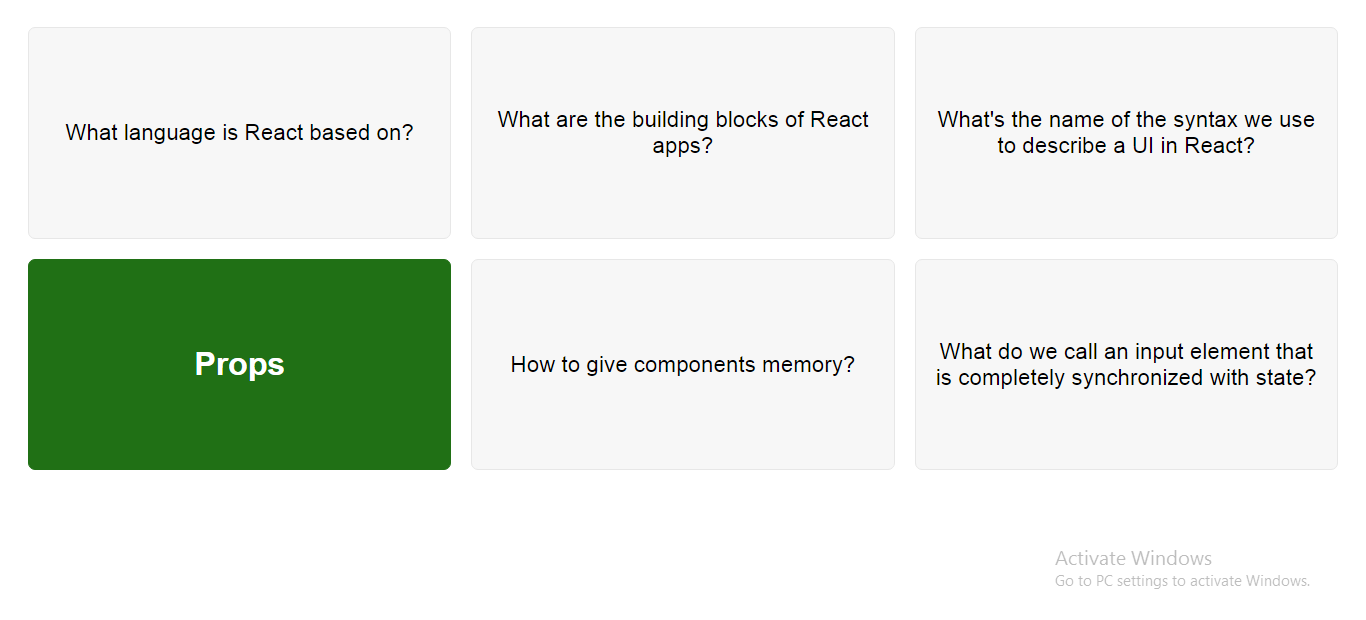 What language is React based on?
What are the building blocks of React
apps?
What's the name of the syntax we use
to describe a UI in React?
Props
How to give components memory?
What do we call an input element that
is completely synchronized with state?
Activate Windows
Go to PC settings to activate Windows.